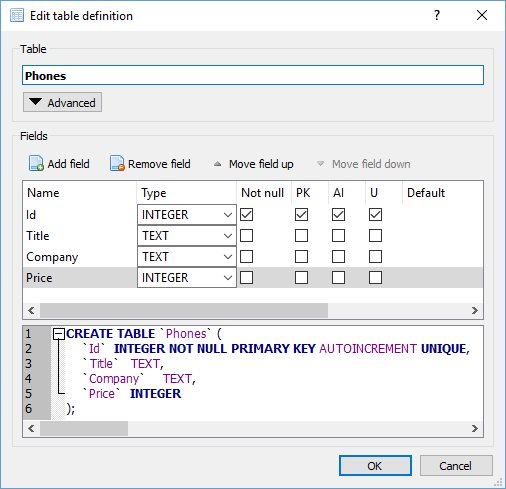 Edit table definition ?
Table
Phones
Advanced
Fields
Add field Remove field Move field up Move field down
Name Type Not null PK AI U Default
Id INTEGER
Title TEXT
Company TEXT
Price INTEGER
1 CREATE TABLE `Phones` (
2 `Id` INTEGER NOT NULL PRIMARY KEY AUTOINCREMENT UNIQUE,
3 `Title` TEXT,
4 `Company` TEXT,
5 `Price` INTEGER
6 );
OK Cancel